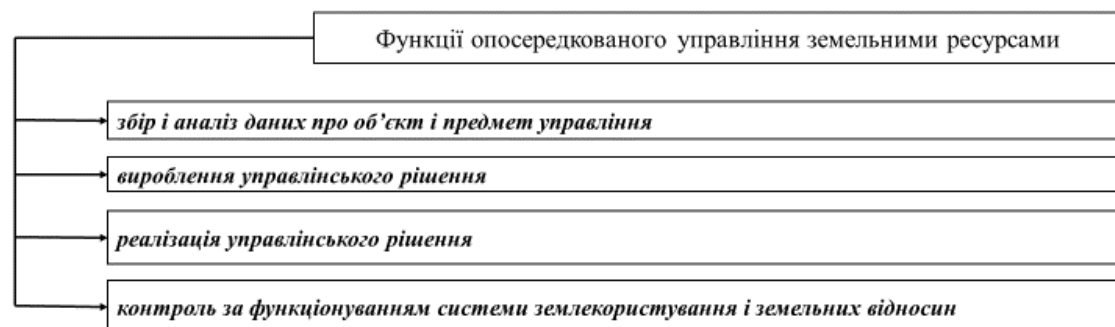 Функції опосередкованого управління земельними ресурсами
збір і аналіз даних про об’єкт і предмет управління
вироблення управлінського рішення
реалізація управлінського рішення
контроль за функціонуванням системи землекористування і земельних відносин